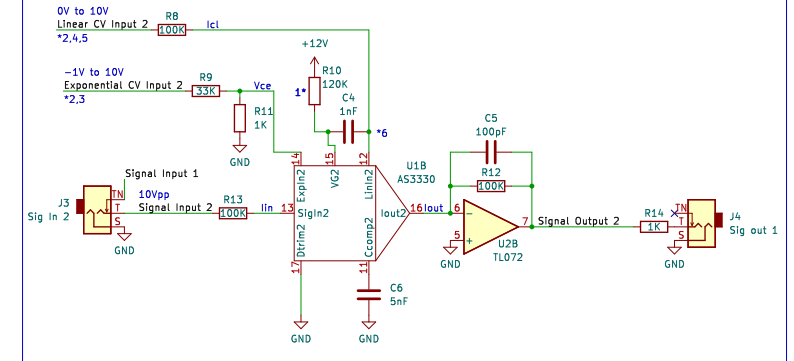 0V to 10V
Linear CV Input 2
*2,4,5
R8
100K
Icl
+12V
−1V to 10V
Exponential CV Input 2
*2,3
R9
33K
Vce
R11
1K
GND
R10
120K
1*
C4
1nF
*6
Signal Input 1
J3
Sig In 2
TN
T
S
GND
10Vpp
Signal Input 2
R13
100K
Iin
13
14
15
12
16
17
11
ExpIn2
VG2
LinIn2
SigIn2
Iout2
Dtrim2
Ccomp2
U1B
AS3330
GND
C6
5nF
GND
Iout
C5
100pF
R12
100K
6
−
5
+
7
U2B
TL072
GND
Signal Output 2
R14
1K
TN
T
S
GND
J4
Sig out 1